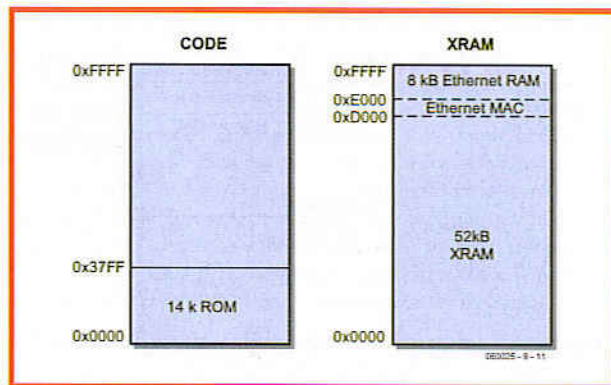 CODE
XRAM
0xFFFF
0x37FF
14 k ROM
0x0000
0xFFFF
8 kB Ethernet RAM
0xE000
Ethernet MAC
0xD000
52kB
XRAM
0x0000
060025 - 9 - 11